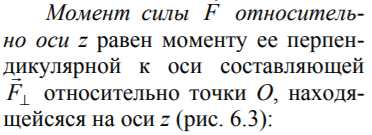 Момент силы F⃗ относитель-
но оси z равен моменту ее перпен-
дикулярной к оси составляющей
F⃗⊥ относительно точки O, находя-
щейся на оси z (рис. 6.3):